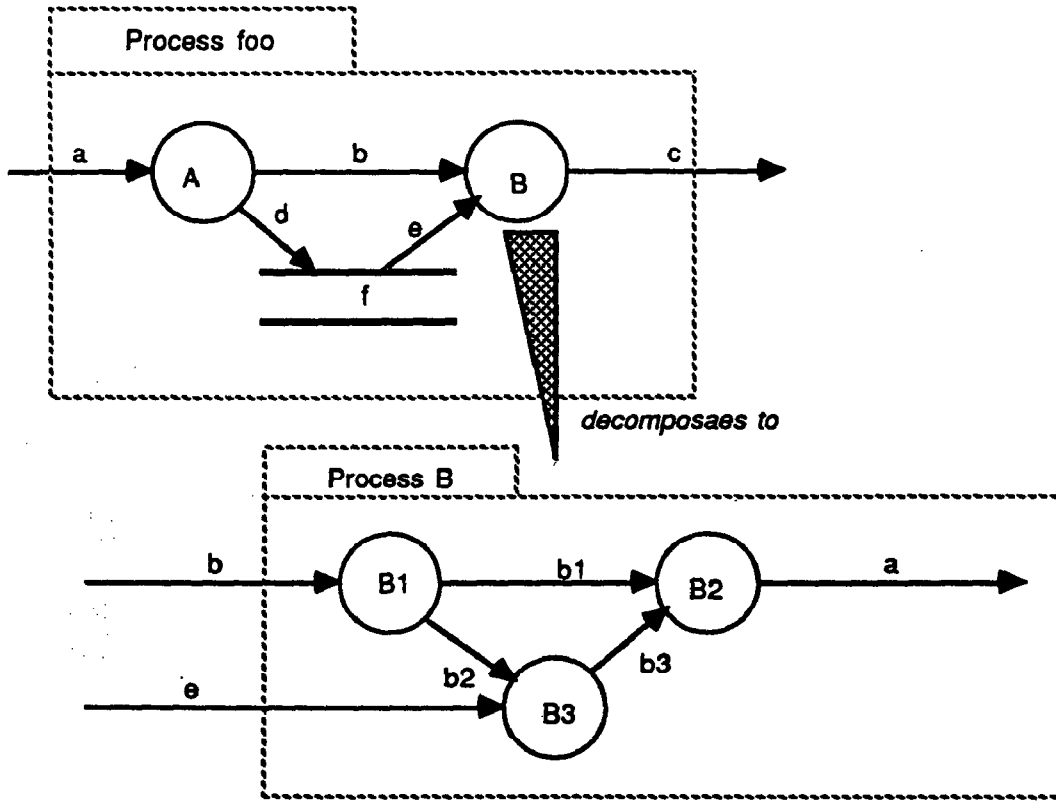 Process foo
a
A
b
B
c
d
e
f
decomposaes to
Process B
b
B1
b1
B2
a
b2
b3
e
B3